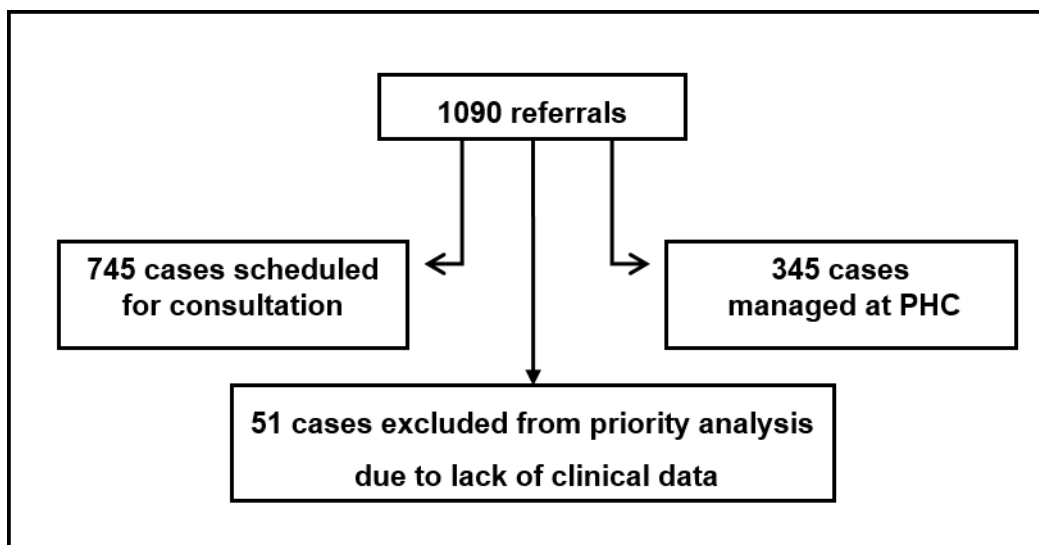 1090 referrals
745 cases scheduled
for consultation
345 cases
managed at PHC
51 cases excluded from priority analysis
due to lack of clinical data